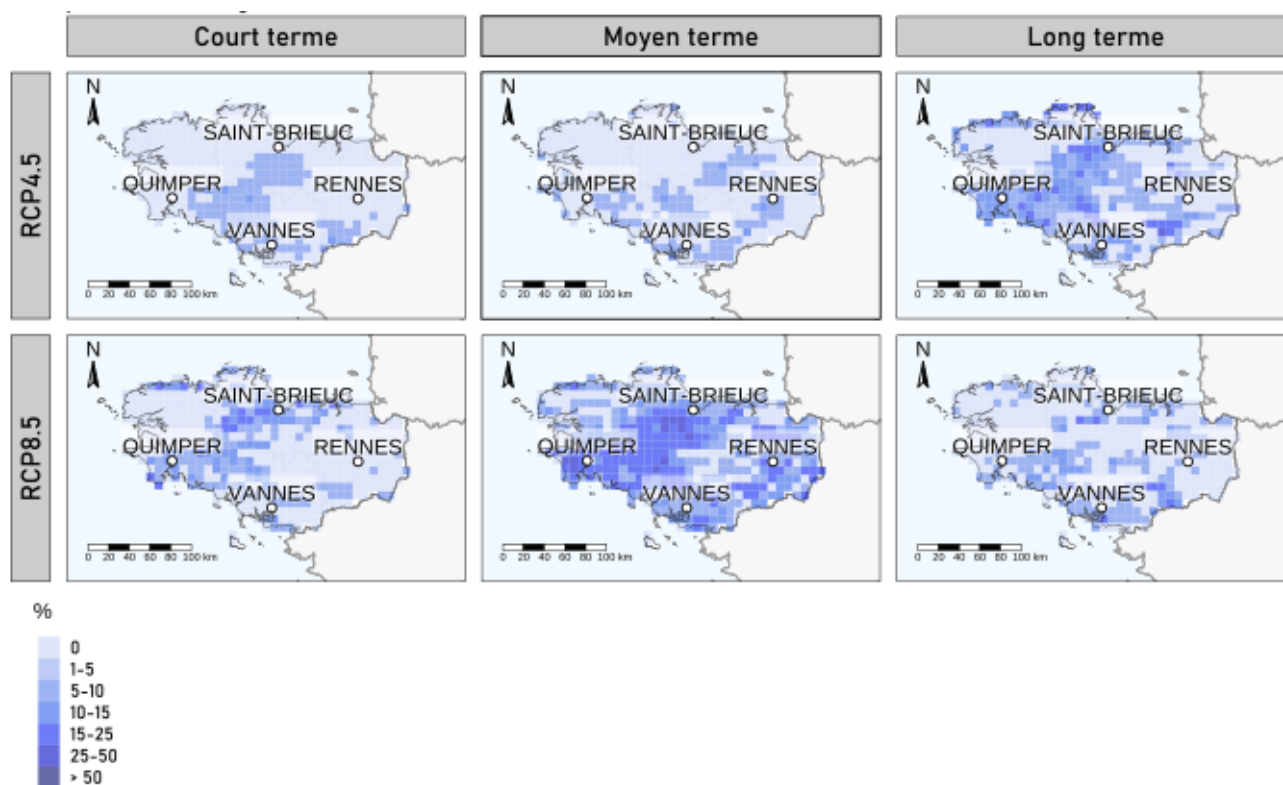 Court terme
Moyen terme
Long terme
RCP4.5
N
SAINT-BRIEUC
QUIMPER
RENNES
VANNES
0 20 40 60 80 100 km
N
SAINT-BRIEUC
QUIMPER
RENNES
VANNES
0 20 40 60 80 100 km
N
SAINT-BRIEUC
QUIMPER
RENNES
VANNES
0 20 40 60 80 100 km
RCP8.5
N
SAINT-BRIEUC
QUIMPER
RENNES
VANNES
0 20 40 60 80 100 km
N
SAINT-BRIEUC
QUIMPER
RENNES
VANNES
0 20 40 60 80 100 km
N
SAINT-BRIEUC
QUIMPER
RENNES
VANNES
0 20 40 60 80 100 km
%
0
1-5
5-10
10-15
15-25
25-50
> 50